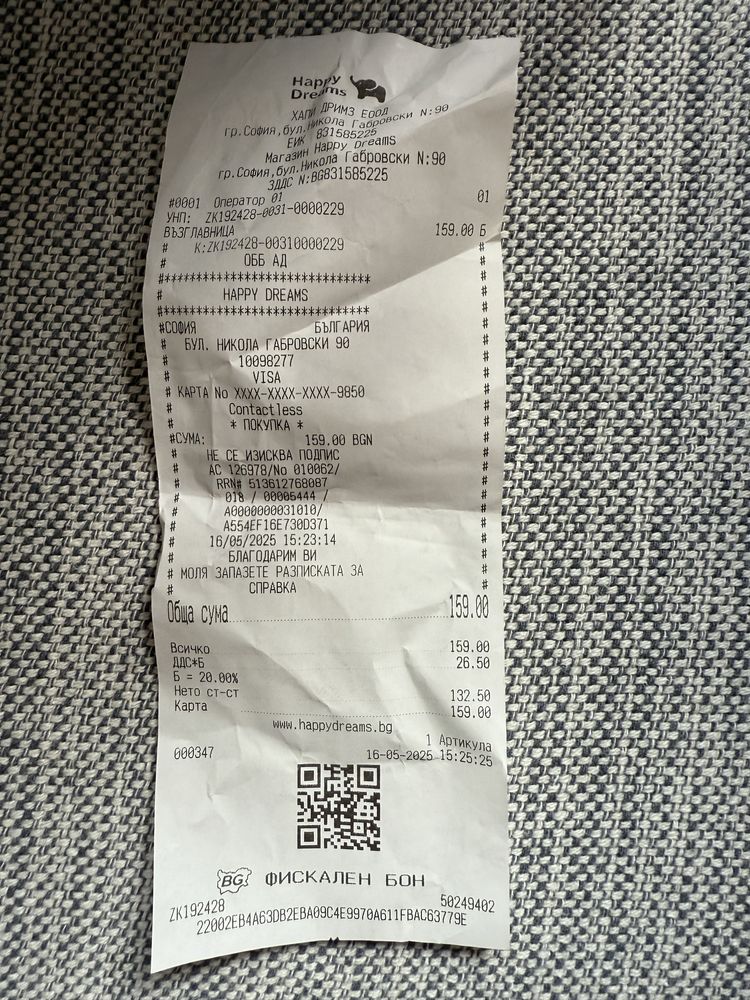 Happy
Dreams
ХАПИ ДРИМЗ ЕООД
гр.София,бул.Никола Габровски N:90
ЕИК 831585225
Магазин Happy Dreams
гр.София,бул.Никола Габровски N:90
ЗДДС N:BG831585225
#0001 Оператор 01 01
УНП: ZK192428-0031-0000229
ВЪЗГЛАВНИЦА 159.00 Б
# К:ZK192428-00310000229 #
# ОББ АД #
#****************************** #
# HAPPY DREAMS #
#****************************** #
#СОФИЯ БЪЛГАРИЯ #
# БУЛ. НИКОЛА ГАБРОВСКИ 90 #
# 10098277 #
# VISA #
# КАРТА No XXXX-XXXX-XXXX-9850 #
# Contactless #
# * ПОКУПКА * #
#СУМА: 159.00 BGN #
# НЕ СЕ ИЗИСКВА ПОДПИС #
# AC 126978/No 010062/ #
# RRN# 513612768087 #
# 018 / 00005444 / #
# A0000000031010/ #
# A554EF16E730D371 #
# 16/05/2025 15:23:14 #
# БЛАГОДАРИМ ВИ #
# МОЛЯ ЗАПАЗЕТЕ РАЗПИСКАТА ЗА #
# СПРАВКА #
Обща сума 159.00
Всичко 159.00
ДДС*Б 26.50
Б = 20.00%
Нето ст-ст 132.50
Карта 159.00
www.happydreams.bg
1 Артикула
000347 16-05-2025 15:25:25
BG ФИСКАЛЕН БОН
ZK192428 50249402
22002EB4A63DB2EBA09C4E9970A611FBAC63779E